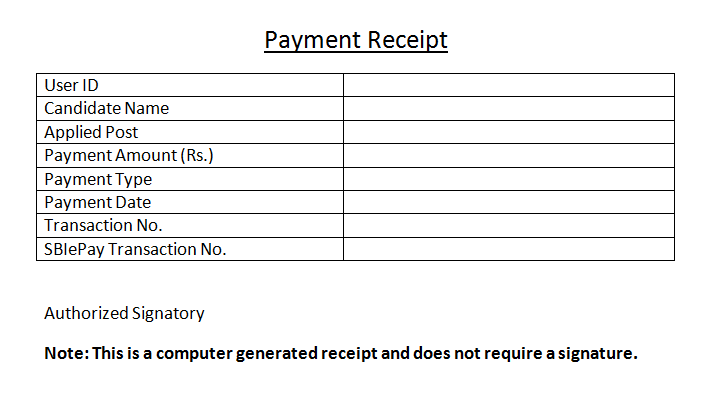 Payment Receipt
User ID
Candidate Name
Applied Post
Payment Amount (Rs.)
Payment Type
Payment Date
Transaction No.
SBIePay Transaction No.
Authorized Signatory
Note: This is a computer generated receipt and does not require a signature.